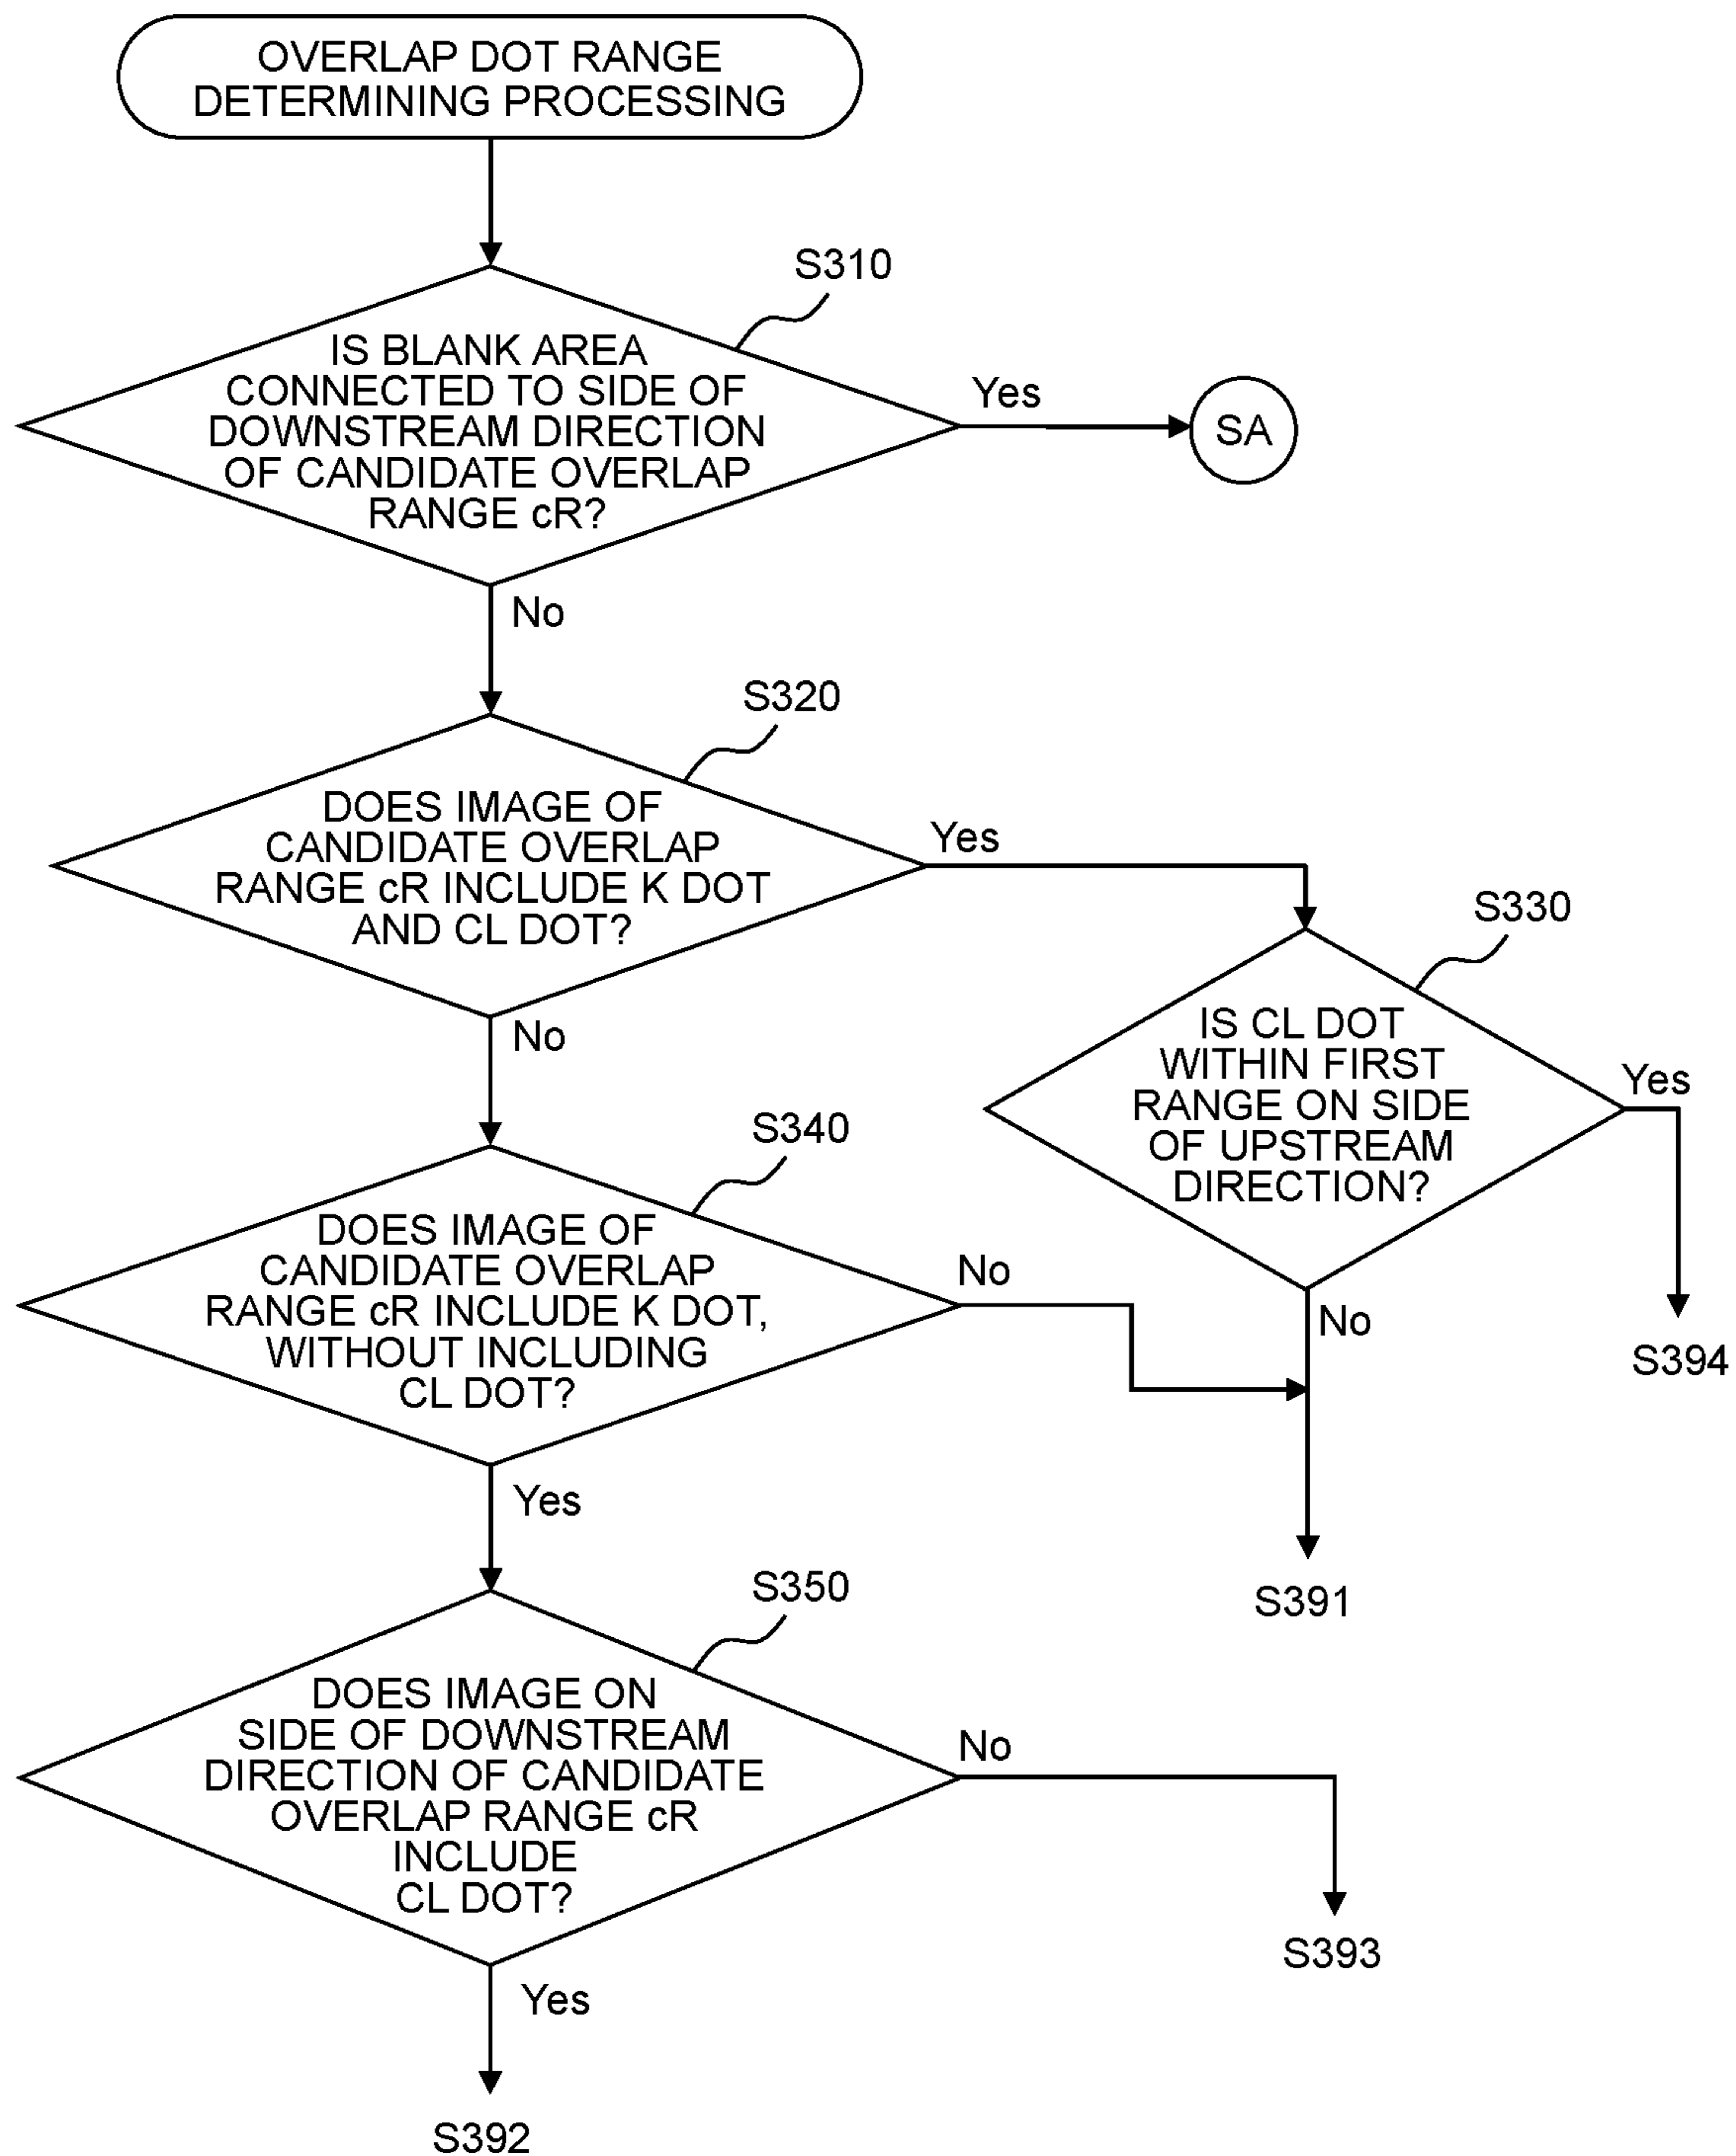 OVERLAP DOT RANGE
DETERMINING PROCESSING
S310
IS BLANK AREA
CONNECTED TO SIDE OF
DOWNSTREAM DIRECTION
OF CANDIDATE OVERLAP
RANGE cR?
Yes
SA
No
S320
DOES IMAGE OF
CANDIDATE OVERLAP
RANGE cR INCLUDE K DOT
AND CL DOT?
Yes
No
S330
IS CL DOT
WITHIN FIRST
RANGE ON SIDE
OF UPSTREAM
DIRECTION?
Yes
S394
No
S340
DOES IMAGE OF
CANDIDATE OVERLAP
RANGE cR INCLUDE K DOT,
WITHOUT INCLUDING
CL DOT?
No
S391
Yes
S350
DOES IMAGE ON
SIDE OF DOWNSTREAM
DIRECTION OF CANDIDATE
OVERLAP RANGE cR
INCLUDE
CL DOT?
No
S393
Yes
S392